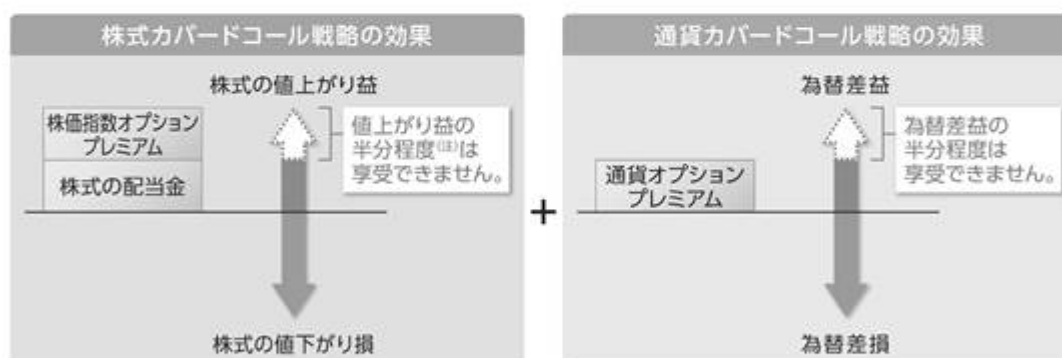 株式カバードコール戦略の効果
株式の値上がり益
株価指数オプション
プレミアム
株式の配当金
値上がり益の
半分程度(注)は
享受できません。
株式の値下がり損
+
通貨カバードコール戦略の効果
為替差益
通貨オプション
プレミアム
為替差益の
半分程度は
享受できません。
為替差損